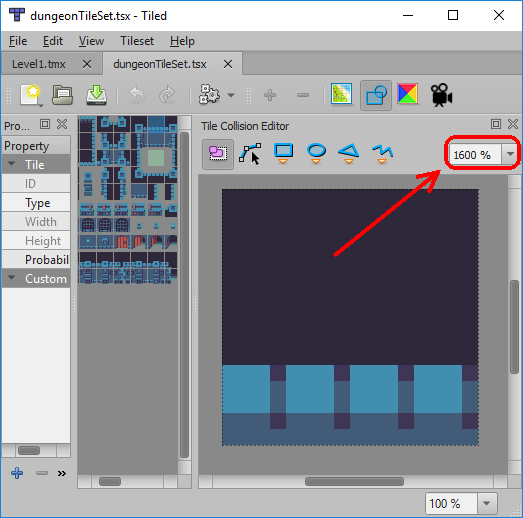 dungeonTileSet.tsx - Tiled
File Edit View Tileset Help
Level1.tmx dungeonTileSet.tsx
Pro...
Tile Collision Editor
Property
1600 %
Tile
ID
Type
Width
Height
Probabil
Custom
100 %